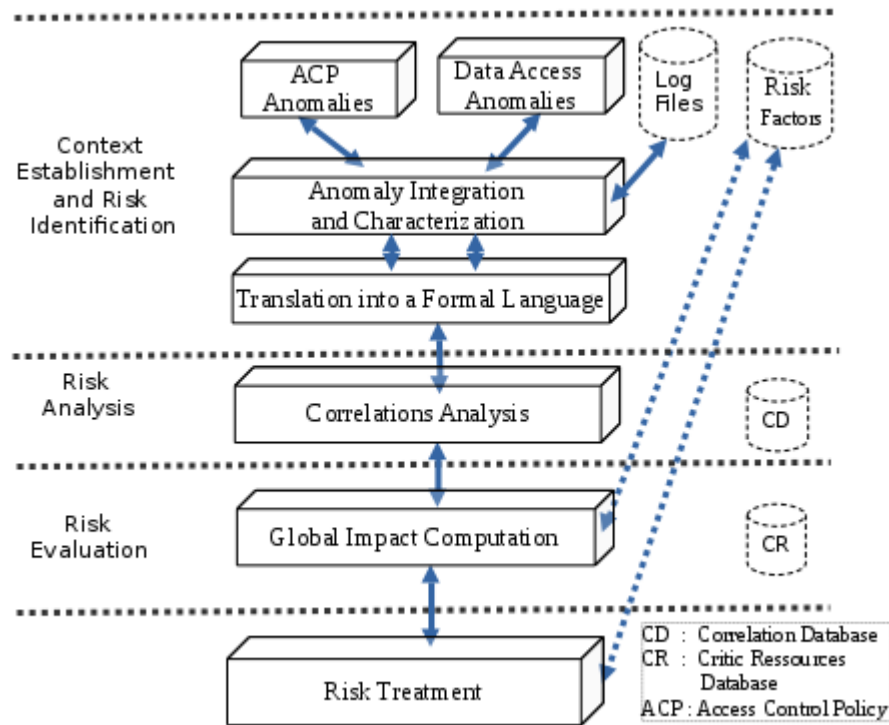 ACP
Anomalies
Data Access
Anomalies
Log
Files
Risk
Factors
Context
Establishment
and Risk
Identification
Anomaly Integration
and Characterization
Translation into a Formal Language
Risk
Analysis
Correlations Analysis
CD
Risk
Evaluation
Global Impact Computation
CR
Risk Treatment
CD : Correlation Database
CR : Critic Ressources
Database
ACP : Access Control Policy